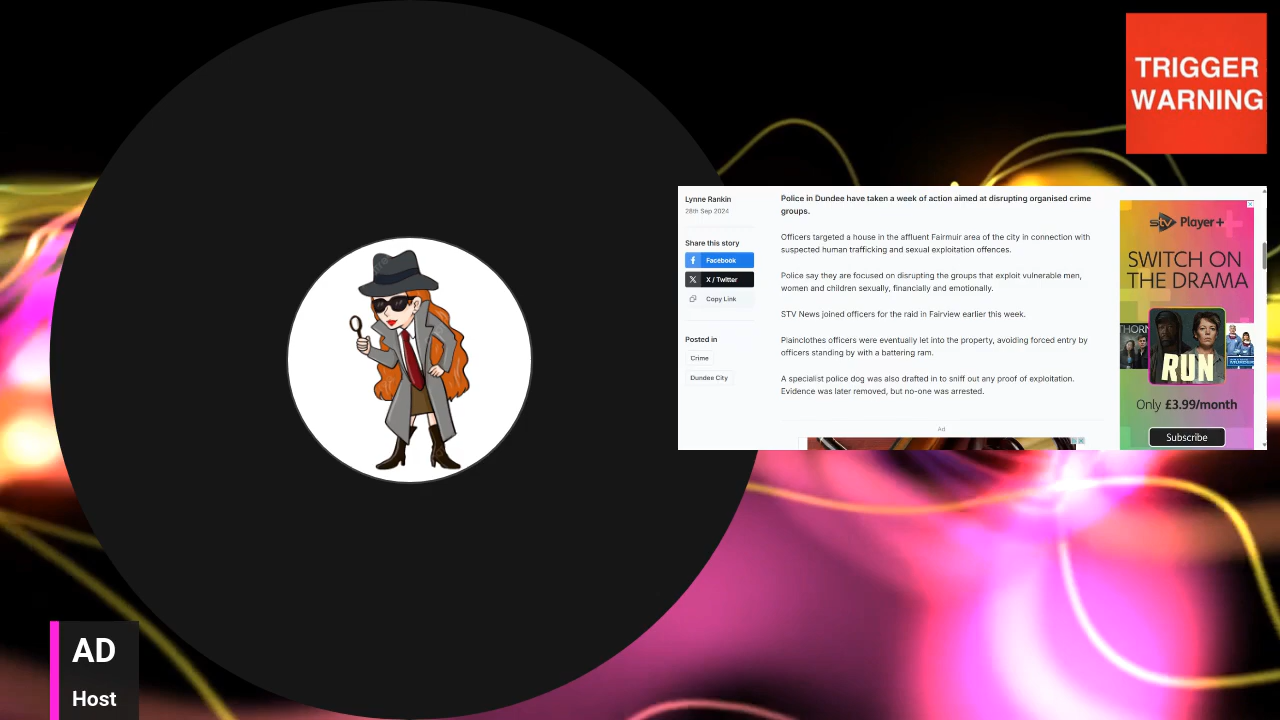 TRIGGER
WARNING
Lynne Rankin
28th Sep 2024
Share this story
Facebook
X / Twitter
Copy Link
Posted in
Crime
Dundee City
Police in Dundee have taken a week of action aimed at disrupting organised crime
groups.
Officers targeted a house in the affluent Fairmuir area of the city in connection with
suspected human trafficking and sexual exploitation offences.
Police say they are focused on disrupting the groups that exploit vulnerable men,
women and children sexually, financially and emotionally.
STV News joined officers for the raid in Fairview earlier this week.
Plainclothes officers were eventually let into the property, avoiding forced entry by
officers standing by with a battering ram.
A specialist police dog was also drafted in to sniff out any proof of exploitation.
Evidence was later removed, but no-one was arrested.
Ad
stv Player+
SWITCH ON
THE DRAMA
THORN
RUN
Only £3.99/month
Subscribe
AD
Host